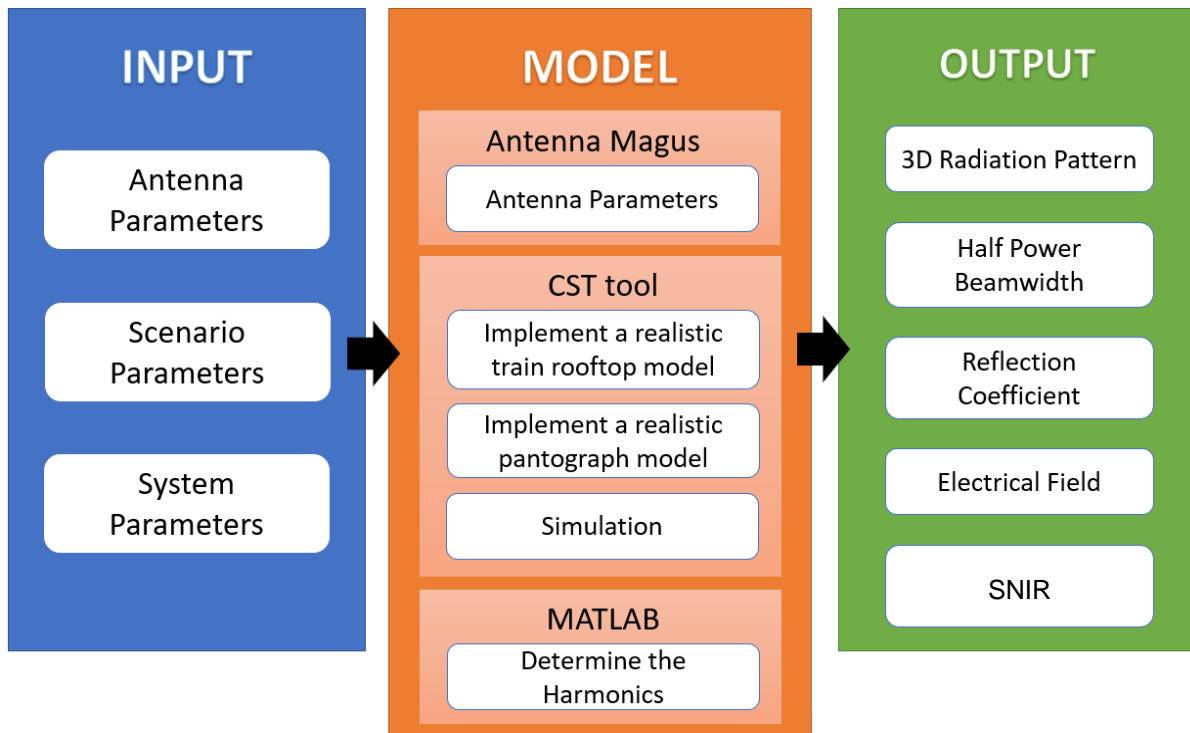 INPUT
Antenna
Parameters
Scenario
Parameters
System
Parameters
MODEL
Antenna Magus
Antenna Parameters
CST tool
Implement a realistic
train rooftop model
Implement a realistic
pantograph model
Simulation
MATLAB
Determine the
Harmonics
OUTPUT
3D Radiation Pattern
Half Power
Beamwidth
Reflection
Coefficient
Electrical Field
SNIR